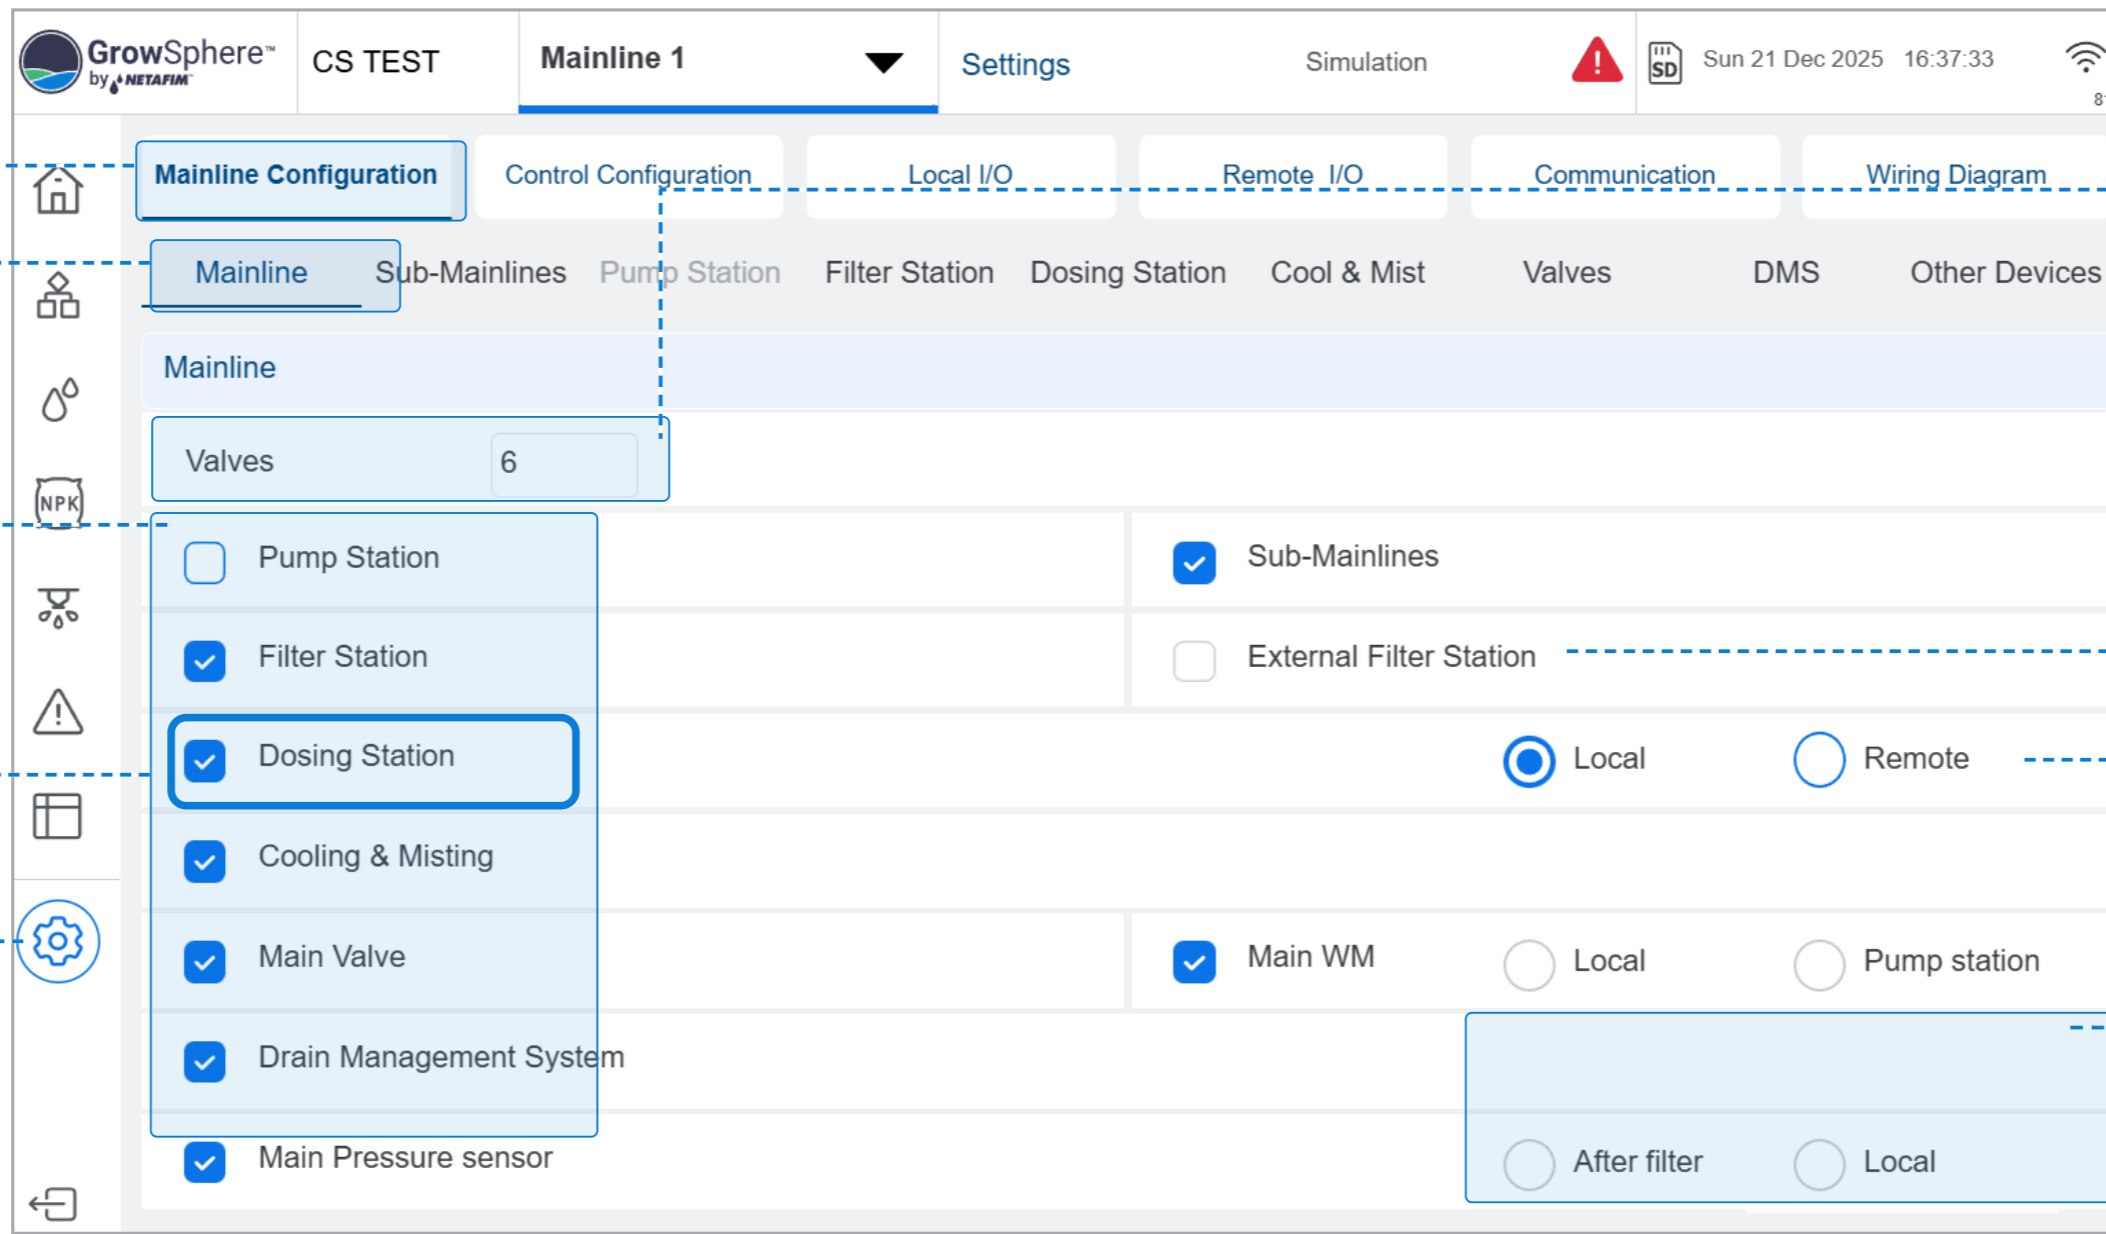 GrowSphere™
by NETAFIM™
CS TEST
Mainline 1
Settings
Simulation
SD
Sun 21 Dec 2025 16:37:33
Mainline Configuration
Control Configuration
Local I/O
Remote I/O
Communication
Wiring Diagram
Mainline
Sub-Mainlines
Pump Station
Filter Station
Dosing Station
Cool & Mist
Valves
DMS
Other Devices
Mainline
Valves 6
NPK
Pump Station
Sub-Mainlines
Filter Station
External Filter Station
Dosing Station
Local
Remote
Cooling & Misting
Main Valve
Main WM
Local
Pump station
Drain Management System
Main Pressure sensor
After filter
Local